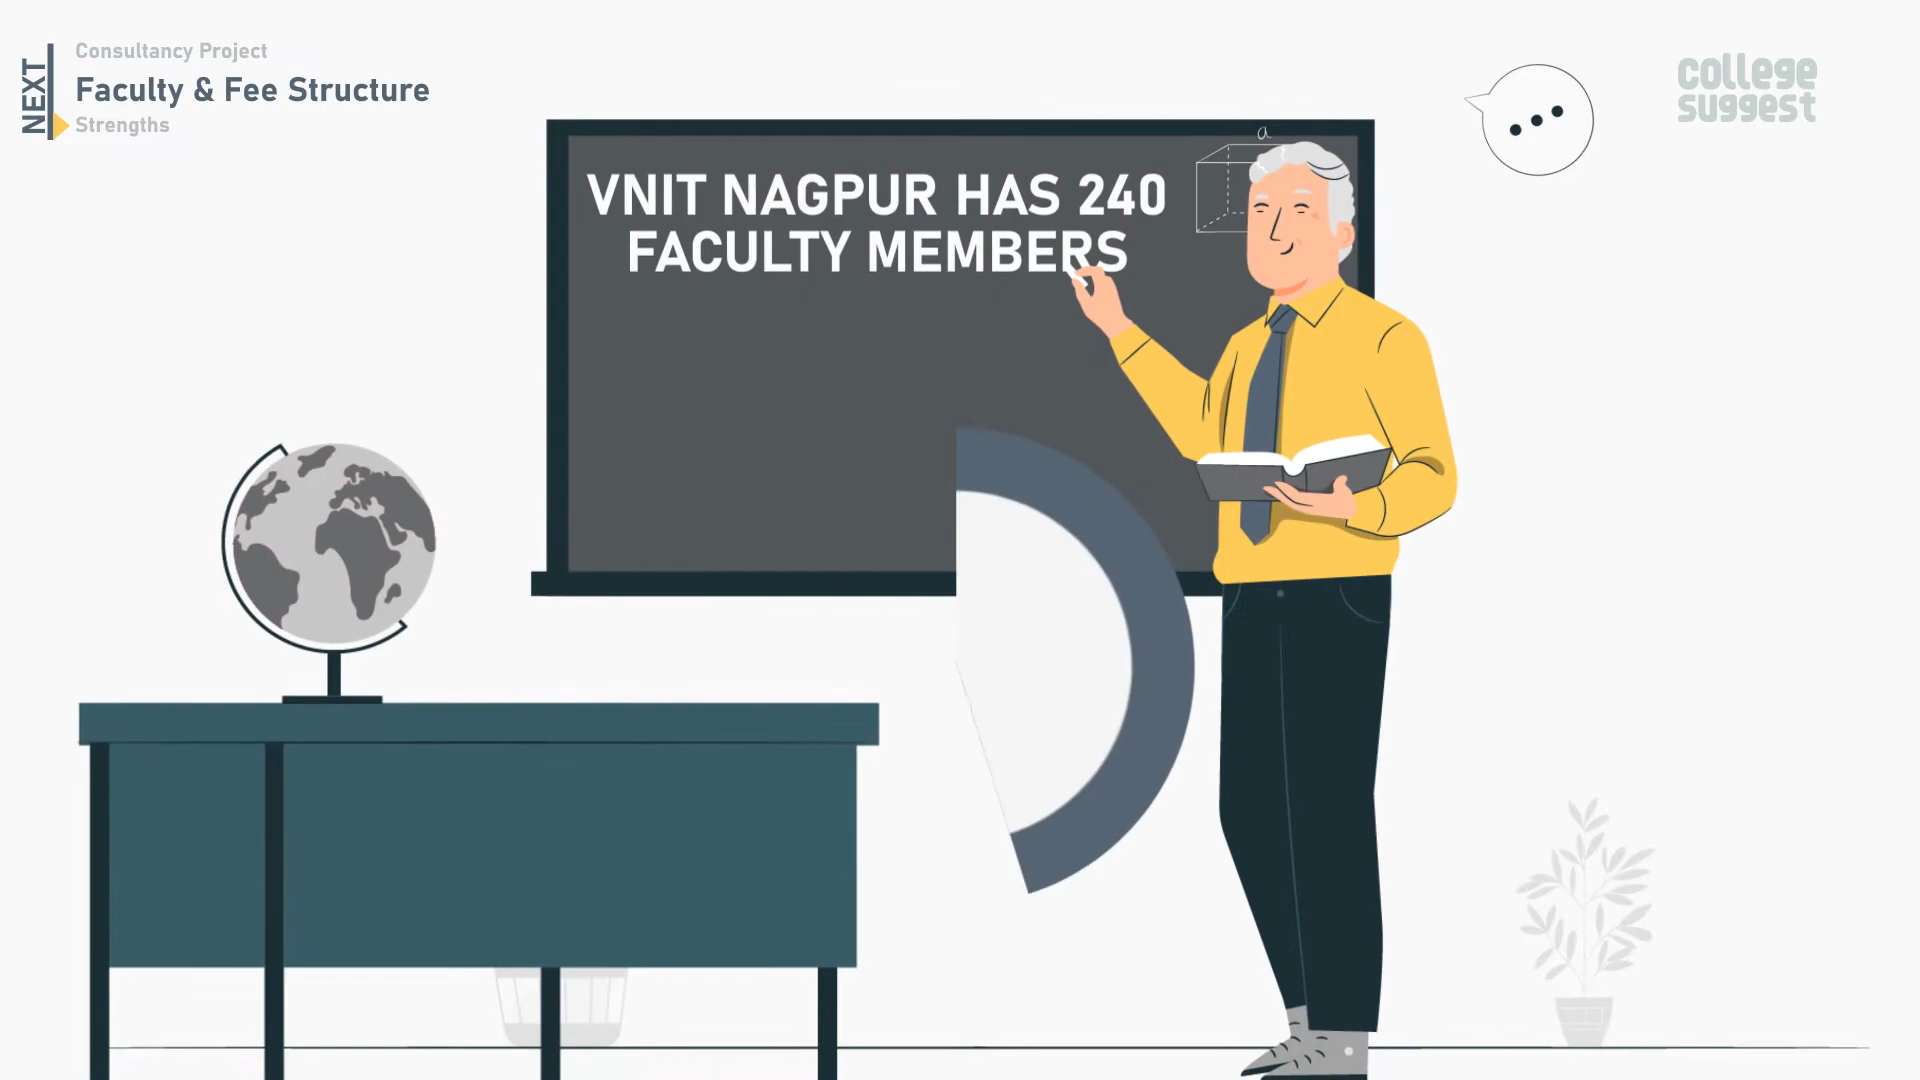 NEXT
Consultancy Project
Faculty & Fee Structure
Strengths
college
suggest
a
VNIT NAGPUR HAS 240
FACULTY MEMBERS